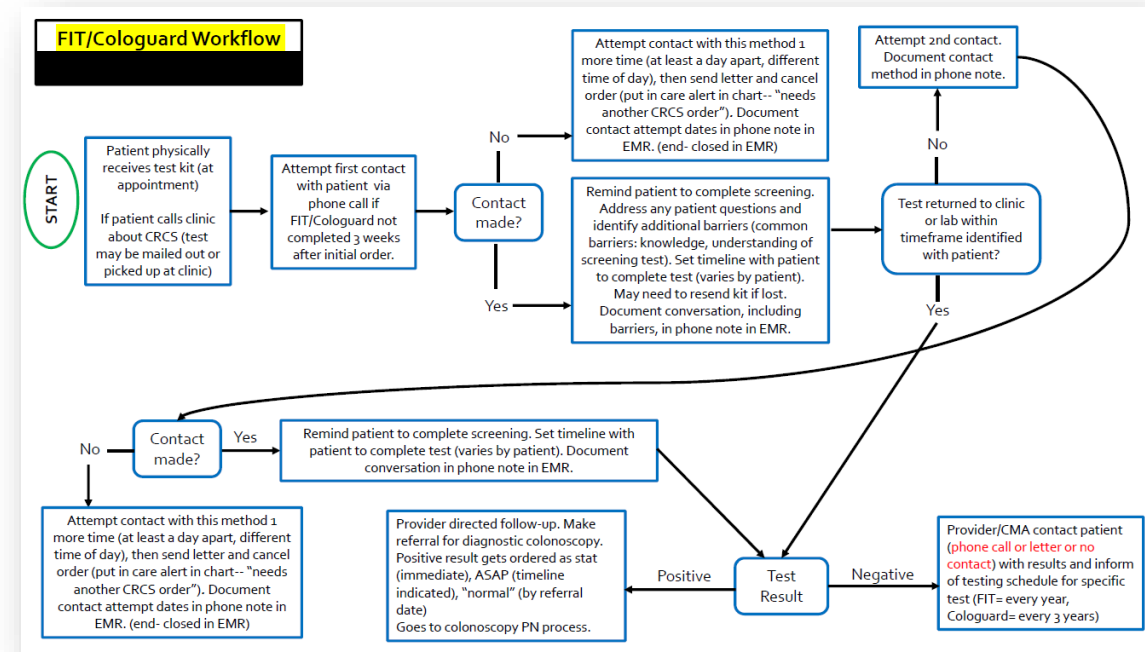 FIT/Cologuard Workflow
START
Patient physically
receives test kit (at
appointment)
If patient calls clinic
about CRCS (test
may be mailed out or
picked up at clinic)
Attempt first contact
with patient via
phone call if
FIT/Cologuard not
completed 3 weeks
after initial order.
Contact
made?
No
Attempt contact with this method 1
more time (at least a day apart, different
time of day), then send letter and cancel
order (put in care alert in chart-- “needs
another CRCS order”). Document
contact attempt dates in phone note in
EMR. (end- closed in EMR)
Yes
Remind patient to complete screening.
Address any patient questions and
identify additional barriers (common
barriers: knowledge, understanding of
screening test). Set timeline with patient
to complete test (varies by patient).
May need to resend kit if lost.
Document conversation, including
barriers, in phone note in EMR.
Test returned to clinic
or lab within
timeframe identified
with patient?
No
Attempt 2nd contact.
Document contact
method in phone note.
Yes
Contact
made?
No
Attempt contact with this method 1
more time (at least a day apart, different
time of day), then send letter and cancel
order (put in care alert in chart-- “needs
another CRCS order”). Document
contact attempt dates in phone note in
EMR. (end- closed in EMR)
Yes
Remind patient to complete screening. Set timeline with
patient to complete test (varies by patient). Document
conversation in phone note in EMR.
Test
Result
Positive
Provider directed follow-up. Make
referral for diagnostic colonoscopy.
Positive result gets ordered as stat
(immediate), ASAP (timeline
indicated), “normal” (by referral
date)
Goes to colonoscopy PN process.
Negative
Provider/CMA contact patient
(phone call or letter or no
contact) with results and inform
of testing schedule for specific
test (FIT= every year,
Cologuard= every 3 years)